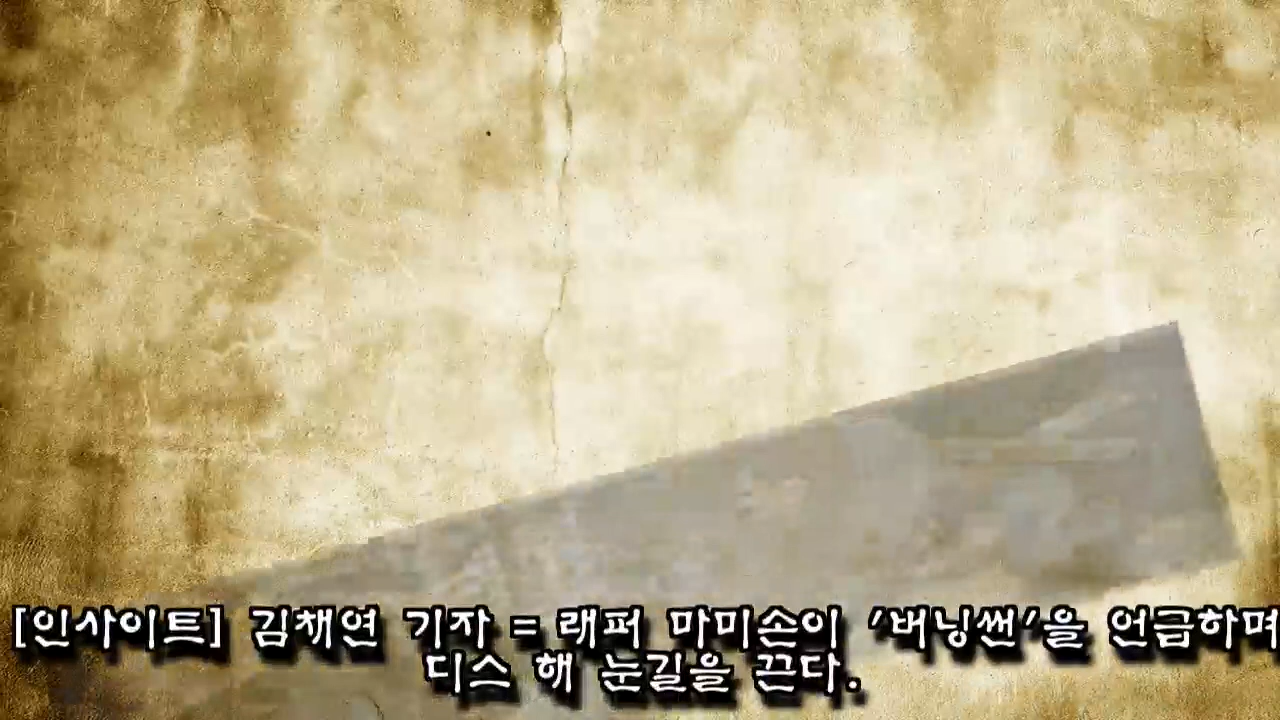 [인사이트] 김채연 기자 = 래퍼 마미손이 '버닝썬'을 언급하며
디스 해 눈길을 끈다.